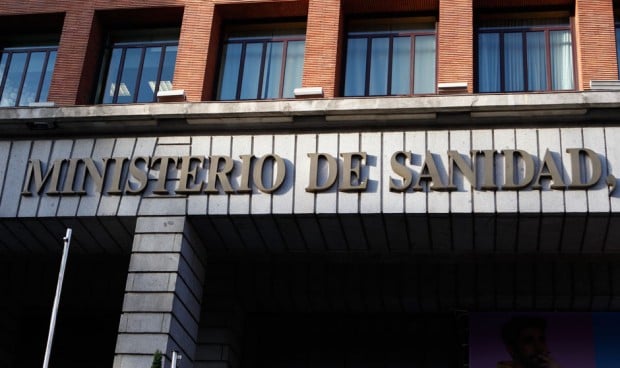 MINISTERIO DE SANIDAD,